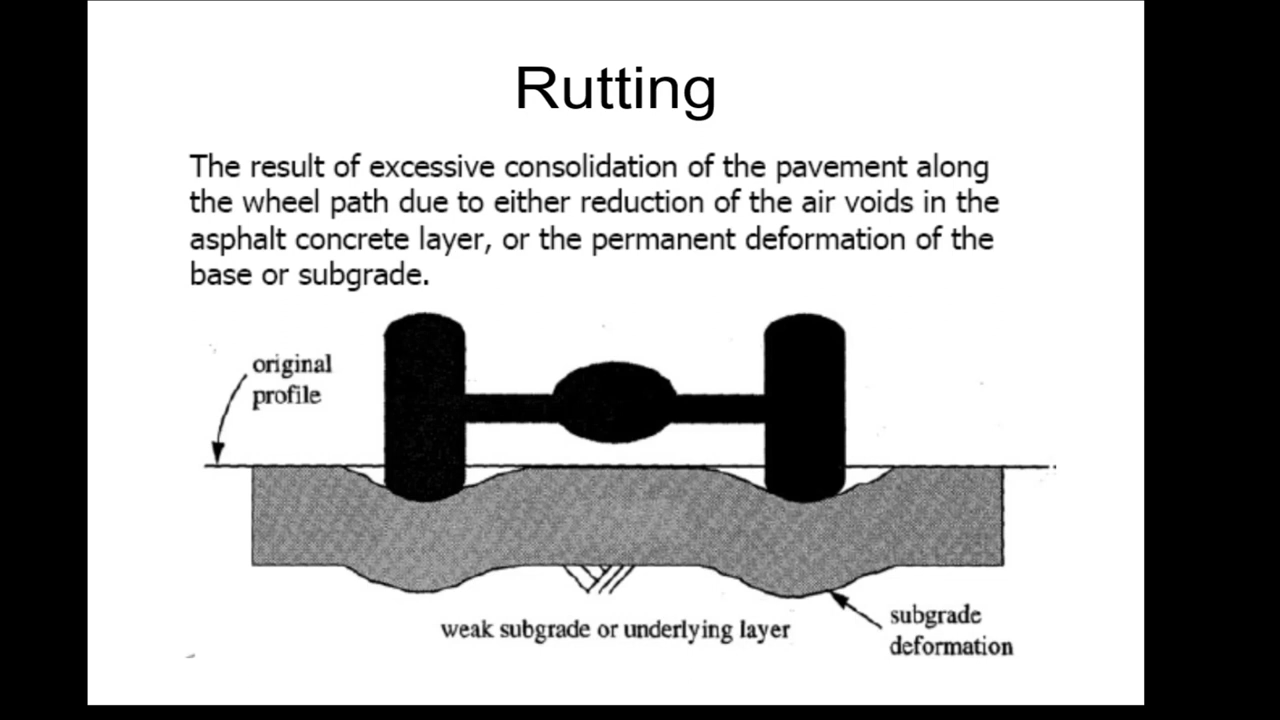 Rutting
The result of excessive consolidation of the pavement along
the wheel path due to either reduction of the air voids in the
asphalt concrete layer, or the permanent deformation of the
base or subgrade.
original
profile
weak subgrade or underlying layer
subgrade
deformation